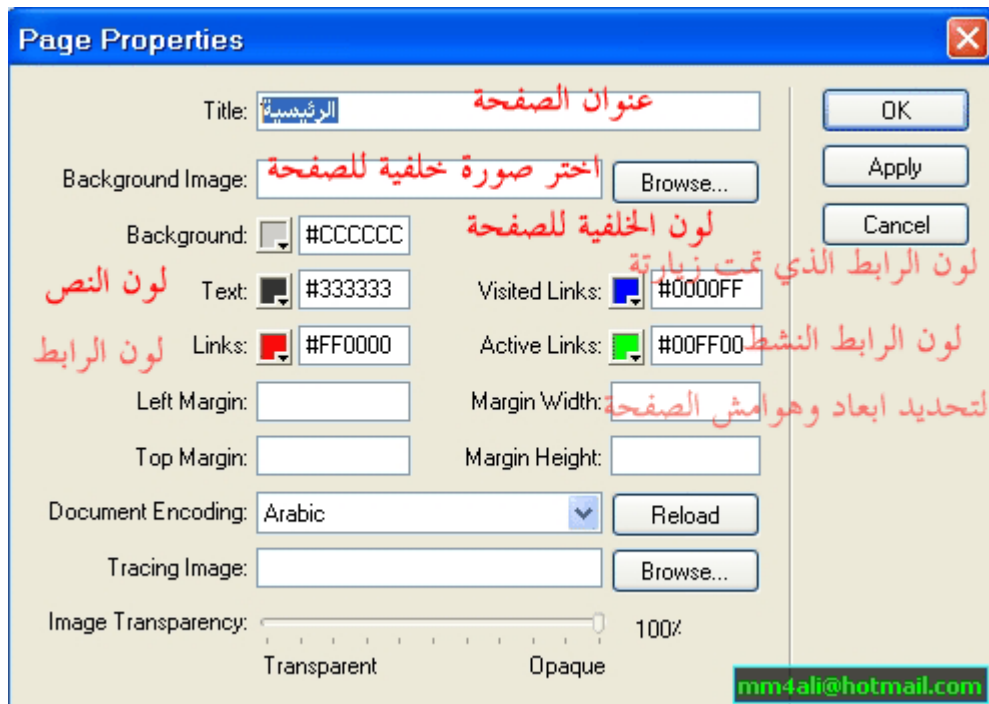 Page Properties
Title: الرئيسية عنوان الصفحة
OK
Background Image: اختر صورة خلفية للصفحة Browse...
Apply
Background: #CCCCCC لون الخلفية للصفحة
Cancel
لون الرابط الذي تمت زيارتة
لون النص Text: #333333 Visited Links: #0000FF
لون الرابط Links: #FF0000 Active Links: #00FF00 لون الرابط النشط
Left Margin: Margin Width: لتحديد ابعاد وهوامش الصفحة
Top Margin: Margin Height:
Document Encoding: Arabic Reload
Tracing Image: Browse...
Image Transparency: 100%
Transparent Opaque
mm4ali@hotmail.com